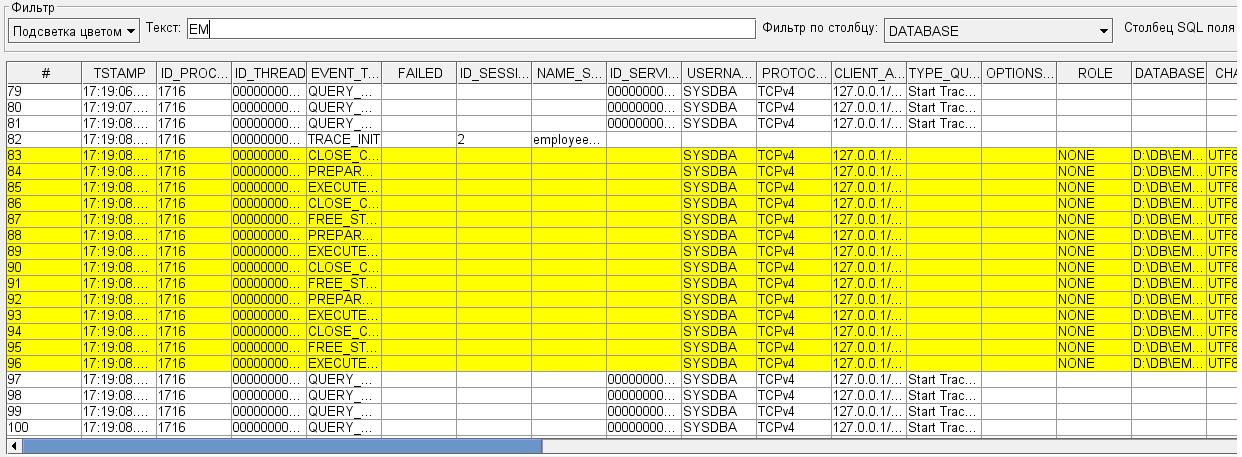 Фильтр
Подсветка цветом Текст: EM Фильтр по столбцу: DATABASE Столбец SQL поля
# TSTAMP ID_PROC... ID_THREAD EVENT_T... FAILED ID_SESSI... NAME_S... ID_SERVI... USERNA... PROTOC... CLIENT_A... TYPE_QU... OPTIONS... ROLE DATABASE CHA
79 17:19:06.... 1716 00000000... QUERY_... 00000000... SYSDBA TCPv4 127.0.0.1/... Start Trac...
80 17:19:07.... 1716 00000000... QUERY_... 00000000... SYSDBA TCPv4 127.0.0.1/... Start Trac...
81 17:19:08.... 1716 00000000... QUERY_... 00000000... SYSDBA TCPv4 127.0.0.1/... Start Trac...
82 17:19:08.... 1716 00000000... TRACE_INIT 2 employee...
83 17:19:08.... 1716 00000000... CLOSE_C... SYSDBA TCPv4 127.0.0.1/... NONE D:\DB\EM... UTF8
84 17:19:08.... 1716 00000000... PREPAR... SYSDBA TCPv4 127.0.0.1/... NONE D:\DB\EM... UTF8
85 17:19:08.... 1716 00000000... EXECUTE... SYSDBA TCPv4 127.0.0.1/... NONE D:\DB\EM... UTF8
86 17:19:08.... 1716 00000000... CLOSE_C... SYSDBA TCPv4 127.0.0.1/... NONE D:\DB\EM... UTF8
87 17:19:08.... 1716 00000000... FREE_ST... SYSDBA TCPv4 127.0.0.1/... NONE D:\DB\EM... UTF8
88 17:19:08.... 1716 00000000... PREPAR... SYSDBA TCPv4 127.0.0.1/... NONE D:\DB\EM... UTF8
89 17:19:08.... 1716 00000000... EXECUTE... SYSDBA TCPv4 127.0.0.1/... NONE D:\DB\EM... UTF8
90 17:19:08.... 1716 00000000... CLOSE_C... SYSDBA TCPv4 127.0.0.1/... NONE D:\DB\EM... UTF8
91 17:19:08.... 1716 00000000... FREE_ST... SYSDBA TCPv4 127.0.0.1/... NONE D:\DB\EM... UTF8
92 17:19:08.... 1716 00000000... PREPAR... SYSDBA TCPv4 127.0.0.1/... NONE D:\DB\EM... UTF8
93 17:19:08.... 1716 00000000... EXECUTE... SYSDBA TCPv4 127.0.0.1/... NONE D:\DB\EM... UTF8
94 17:19:08.... 1716 00000000... CLOSE_C... SYSDBA TCPv4 127.0.0.1/... NONE D:\DB\EM... UTF8
95 17:19:08.... 1716 00000000... FREE_ST... SYSDBA TCPv4 127.0.0.1/... NONE D:\DB\EM... UTF8
96 17:19:08.... 1716 00000000... EXECUTE... SYSDBA TCPv4 127.0.0.1/... NONE D:\DB\EM... UTF8
97 17:19:08.... 1716 00000000... QUERY_... 00000000... SYSDBA TCPv4 127.0.0.1/... Start Trac...
98 17:19:08.... 1716 00000000... QUERY_... 00000000... SYSDBA TCPv4 127.0.0.1/... Start Trac...
99 17:19:08.... 1716 00000000... QUERY_... 00000000... SYSDBA TCPv4 127.0.0.1/... Start Trac...
100 17:19:08.... 1716 00000000... QUERY_... 00000000... SYSDBA TCPv4 127.0.0.1/... Start Trac...